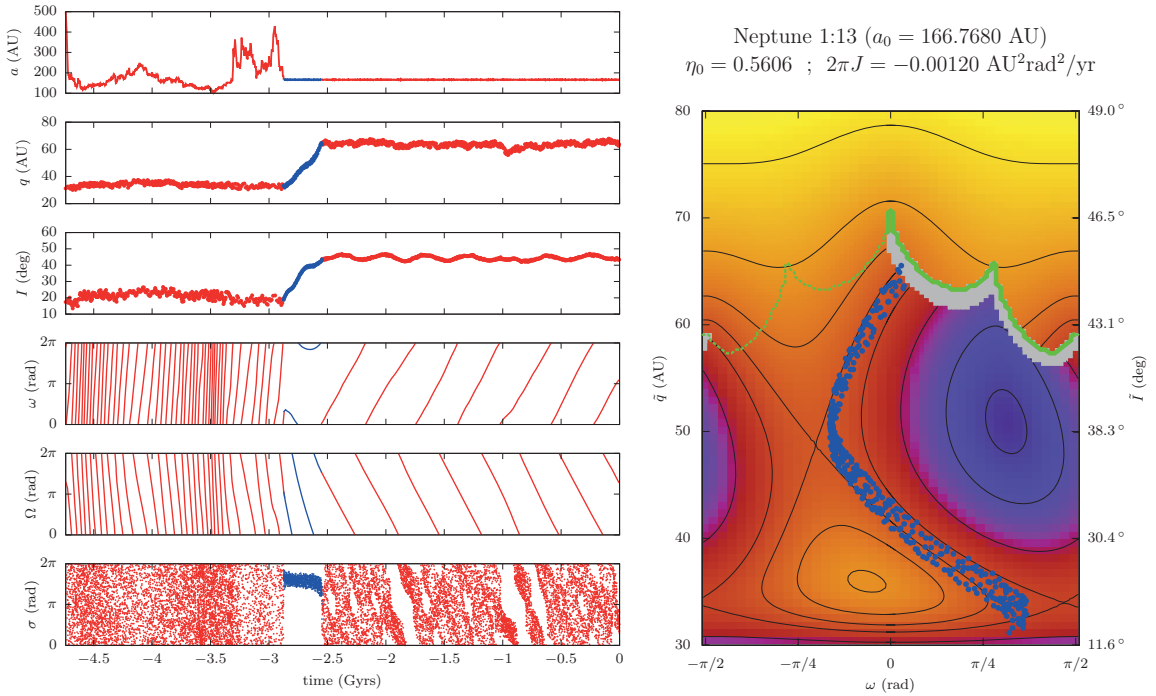 500
400
300
200
100
a (AU)
80
60
40
20
q (AU)
60
50
40
30
20
10
I (deg)
2π
π
0
ω (rad)
2π
π
0
Ω (rad)
2π
π
0
σ (rad)
−4.5 −4 −3.5 −3 −2.5 −2 −1.5 −1 −0.5 0
time (Gyrs)
Neptune 1:13 (a₀ = 166.7680 AU)
η₀ = 0.5606 ; 2πJ = −0.00120 AU²rad²/yr
80
70
60
50
40
30
q̃ (AU)
49.0°
46.5°
43.1°
38.3°
30.4°
11.6°
Ĩ (deg)
−π/2 −π/4 0 π/4 π/2
ω (rad)